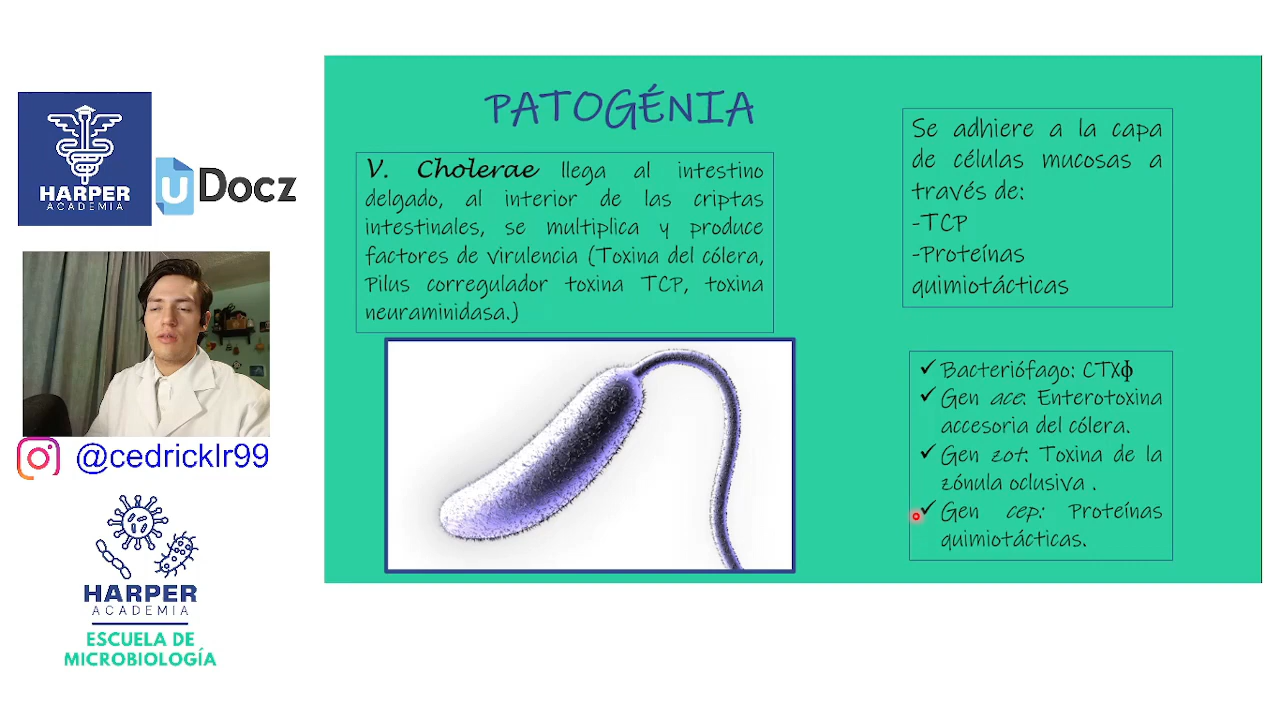 HARPER
ACADEMIA
uDocz
@cedricklr99
HARPER
ACADEMIA
ESCUELA DE
MICROBIOLOGÍA
PATOGÉNIA
V. Cholerae llega al intestino
delgado, al interior de las criptas
intestinales, se multiplica y produce
factores de virulencia (Toxina del cólera,
Pilus corregulador toxina TCP, toxina
neuraminidasa.)
Se adhiere a la capa
de células mucosas a
través de:
-TCP
-Proteínas
quimiotácticas
✓ Bacteriófago: CTXϕ
✓ Gen ace: Enterotoxina
accesoria del cólera.
✓ Gen zot: Toxina de la
zónula oclusiva .
✓ Gen cep: Proteínas
quimiotácticas.